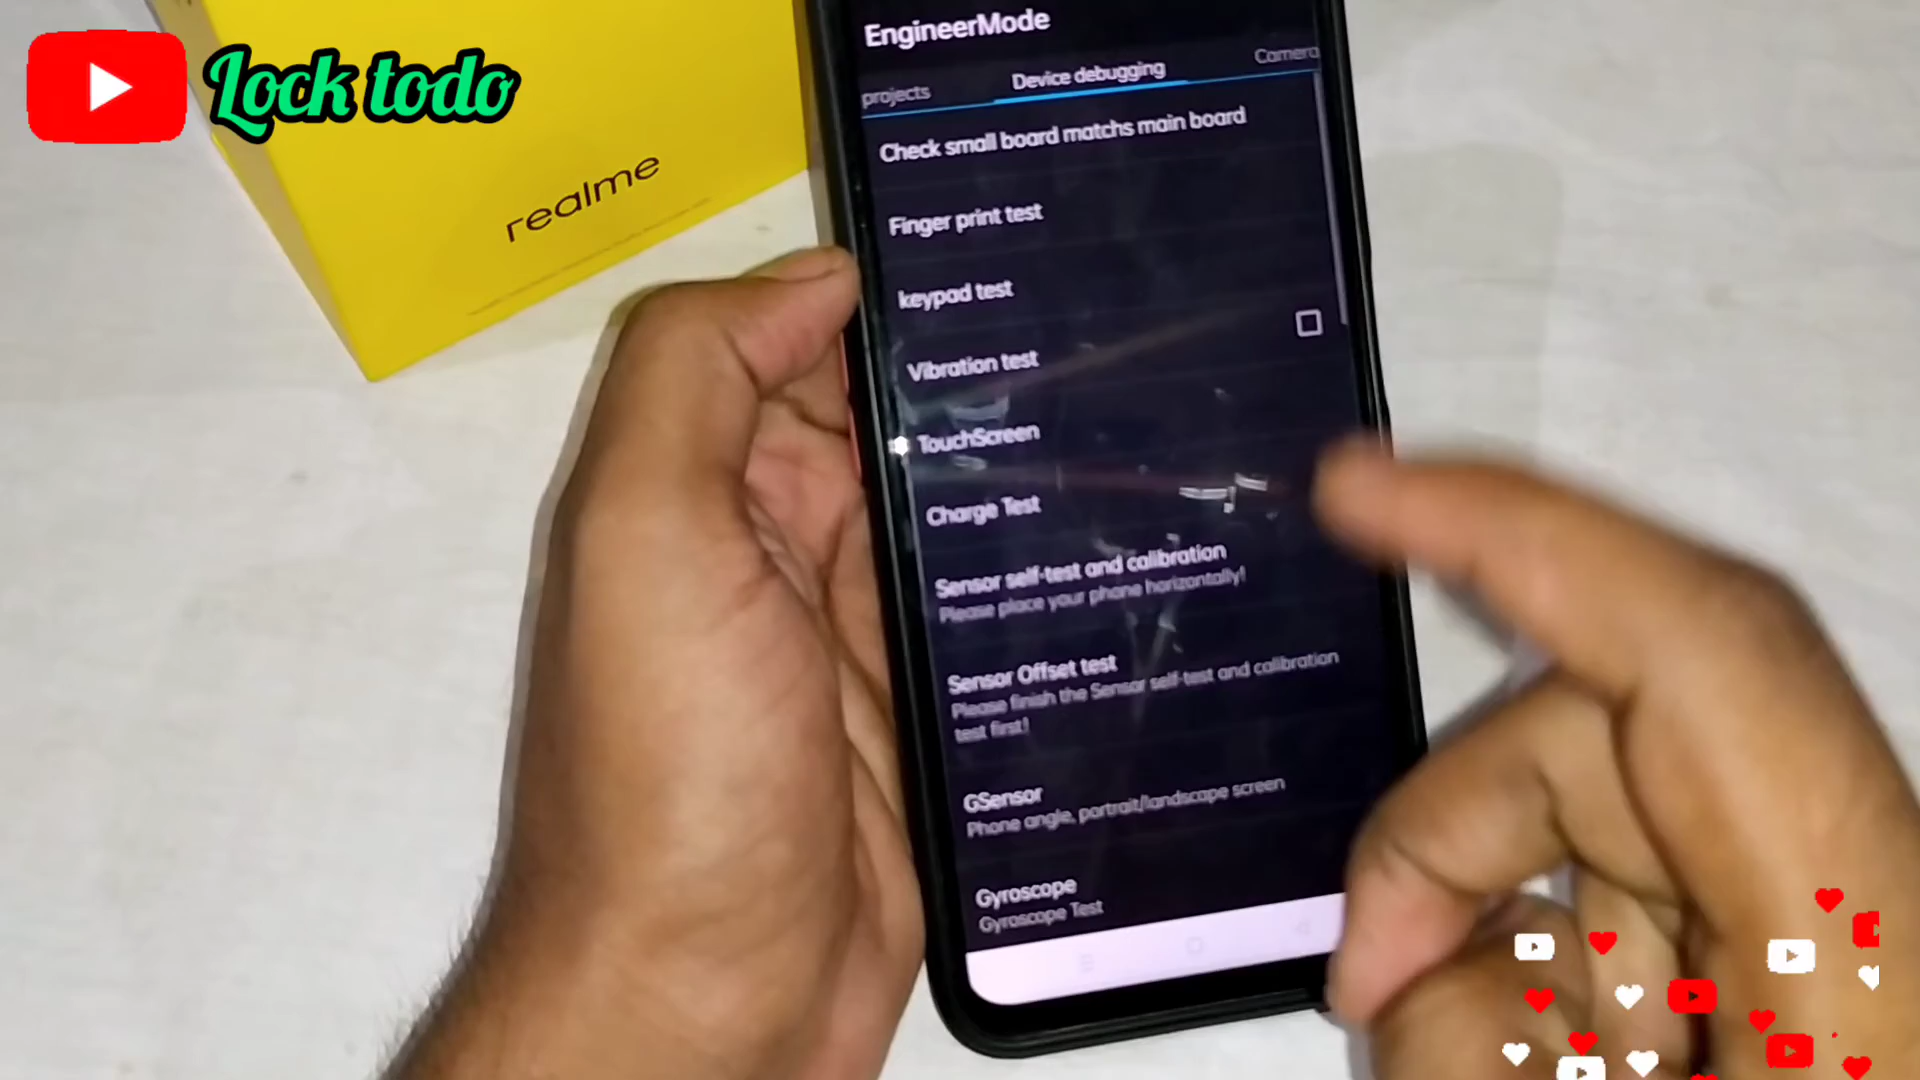 Lock todo
realme
EngineerMode
projects
Device debugging
Camera
Check small board matchs main board
Finger print test
keypad test
Vibration test
TouchScreen
Charge Test
Sensor self-test and calibration
Please place your phone horizontally!
Sensor Offset test
Please finish the Sensor self-test and calibration
test first!
GSensor
Phone angle, portrait/landscape screen
Gyroscope
Gyroscope Test